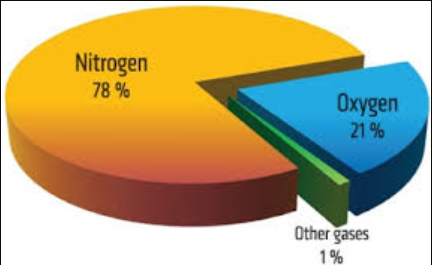 Nitrogen
78 %
Oxygen
21 %
Other gases
1 %